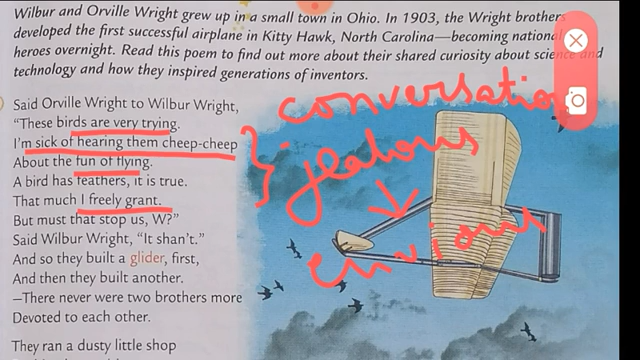 Wilbur and Orville Wright grew up in a small town in Ohio. In 1903, the Wright brothers
developed the first successful airplane in Kitty Hawk, North Carolina—becoming national
heroes overnight. Read this poem to find out more about their shared curiosity about science and
technology and how they inspired generations of inventors.
Said Orville Wright to Wilbur Wright,
"These birds are very trying.
I'm sick of hearing them cheep-cheep
About the fun of flying.
A bird has feathers, it is true.
That much I freely grant.
But must that stop us, W?"
Said Wilbur Wright, "It shan't."
And so they built a glider, first,
And then they built another.
—There never were two brothers more
Devoted to each other.
They ran a dusty little shop
conversation
jealous
envious